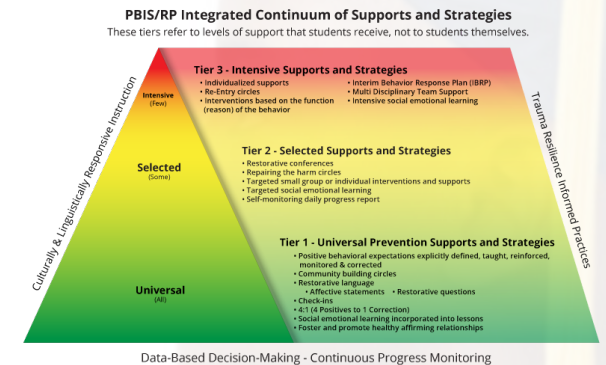 PBIS/RP Integrated Continuum of Supports and Strategies
These tiers refer to levels of support that students receive, not to students themselves.
Culturally & Linguistically Responsive Instruction
Intensive
(Few)
Selected
(Some)
Universal
(All)
Tier 3 - Intensive Supports and Strategies
• Individualized supports
• Re-Entry circles
• Interventions based on the function
(reason) of the behavior
• Interim Behavior Response Plan (IBRP)
• Multi Disciplinary Team Support
• Intensive social emotional learning
Tier 2 - Selected Supports and Strategies
• Restorative conferences
• Repairing the harm circles
• Targeted small group or individual interventions and supports
• Targeted social emotional learning
• Self-monitoring daily progress report
Tier 1 - Universal Prevention Supports and Strategies
• Positive behavioral expectations explicitly defined, taught, reinforced,
monitored & corrected
• Community building circles
• Restorative language
• Affective statements • Restorative questions
• Check-ins
• 4:1 (4 Positives to 1 Correction)
• Social emotional learning incorporated into lessons
• Foster and promote healthy affirming relationships
Trauma Resilience Informed Practices
Data-Based Decision-Making - Continuous Progress Monitoring